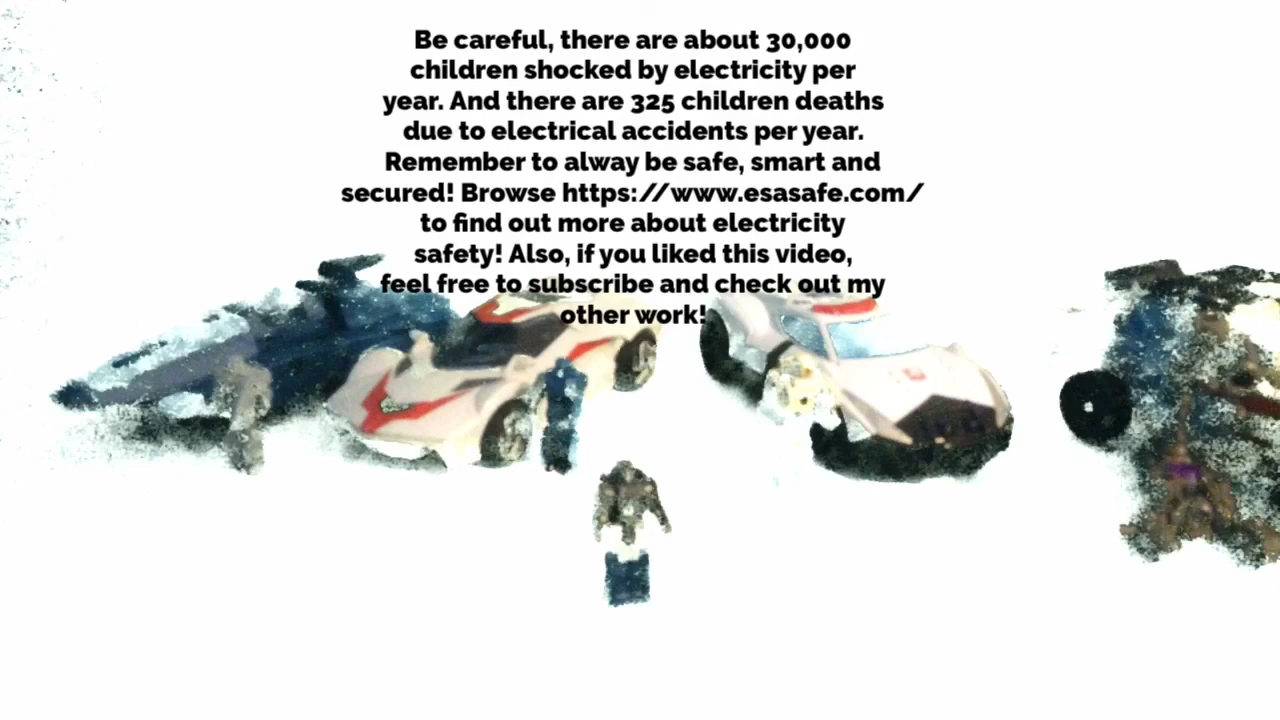 Be careful, there are about 30,000
children shocked by electricity per
year. And there are 325 children deaths
due to electrical accidents per year.
Remember to alway be safe, smart and
secured! Browse https://www.esasafe.com/
to find out more about electricity
safety! Also, if you liked this video,
feel free to subscribe and check out my
other work!